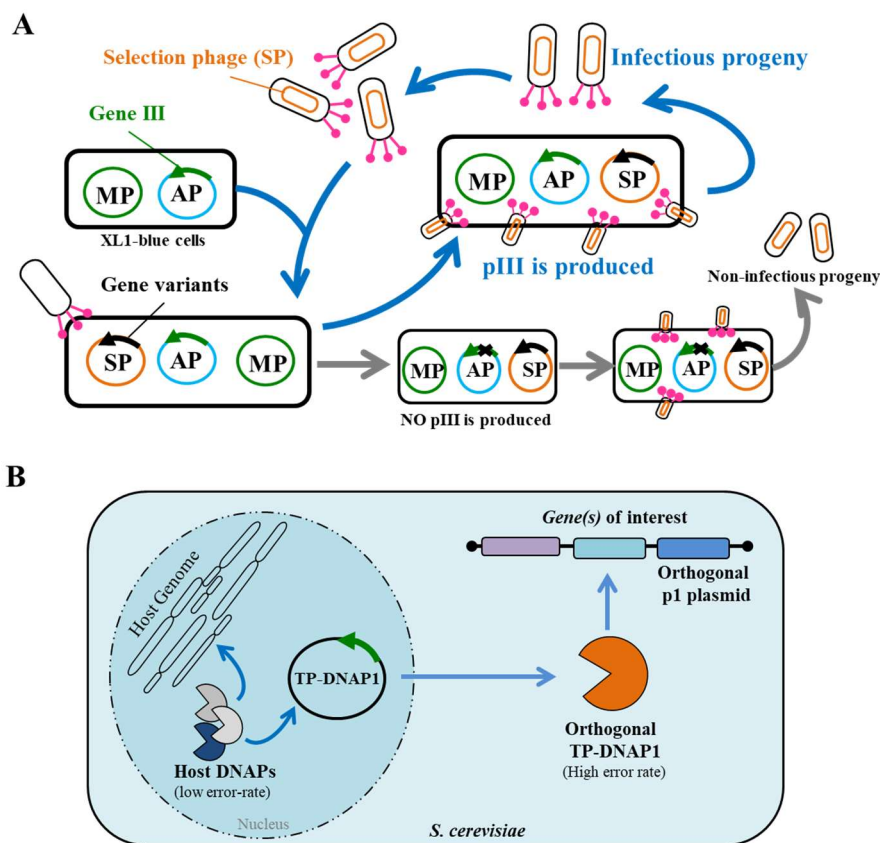 A
Selection phage (SP)
Infectious progeny
Gene III
MP
AP
XL1-blue cells
MP
AP
SP
pIII is produced
Non-infectious progeny
Gene variants
SP
AP
MP
MP
AP
SP
NO pIII is produced
MP
AP
SP
B
Gene(s) of interest
Orthogonal
p1 plasmid
Host Genome
TP-DNAP1
Host DNAPs
(low error-rate)
Orthogonal
TP-DNAP1
(High error rate)
Nucleus
S. cerevisiae